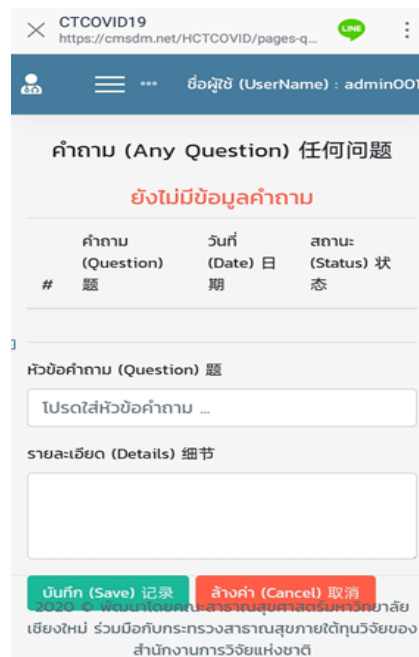 CTCOVID19
https://cmsdm.net/HCTCOVID/pages-q...
LINE
ชื่อผู้ใช้ (UserName) : admin001
คำถาม (Any Question) 任何问题
ยังไม่มีข้อมูลคำถาม
คำถาม วันที่ สถานะ
(Question) (Date) 日 (Status) 状
# 题 期 态
หัวข้อคำถาม (Question) 题
โปรดใส่หัวข้อคำถาม ...
รายละเอียด (Details) 细节
บันทึก (Save) 记录 ล้างค่า (Cancel) 取消
2020 © พัฒนาโดยคณะสาธารณสุขศาสตร์มหาวิทยาลัย
เชียงใหม่ ร่วมมือกับกระทรวงสาธารณสุขภายใต้ทุนวิจัยของ
สำนักงานการวิจัยแห่งชาติ